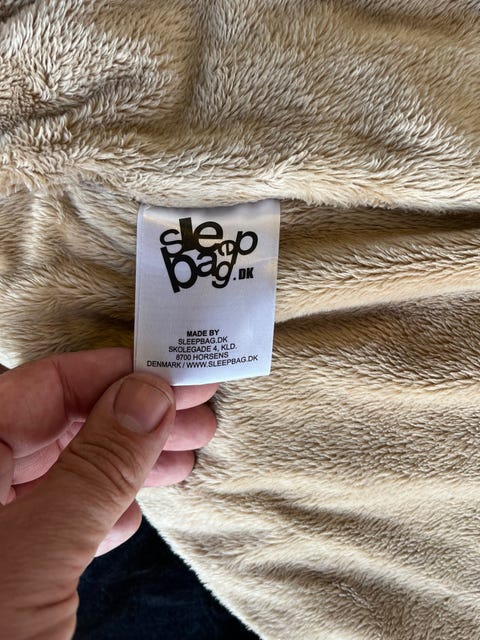 sleep
bag.DK
MADE BY
SLEEPBAG.DK
SKOLEGADE 4, KLD.
8700 HORSENS
DENMARK / WWW.SLEEPBAG.DK